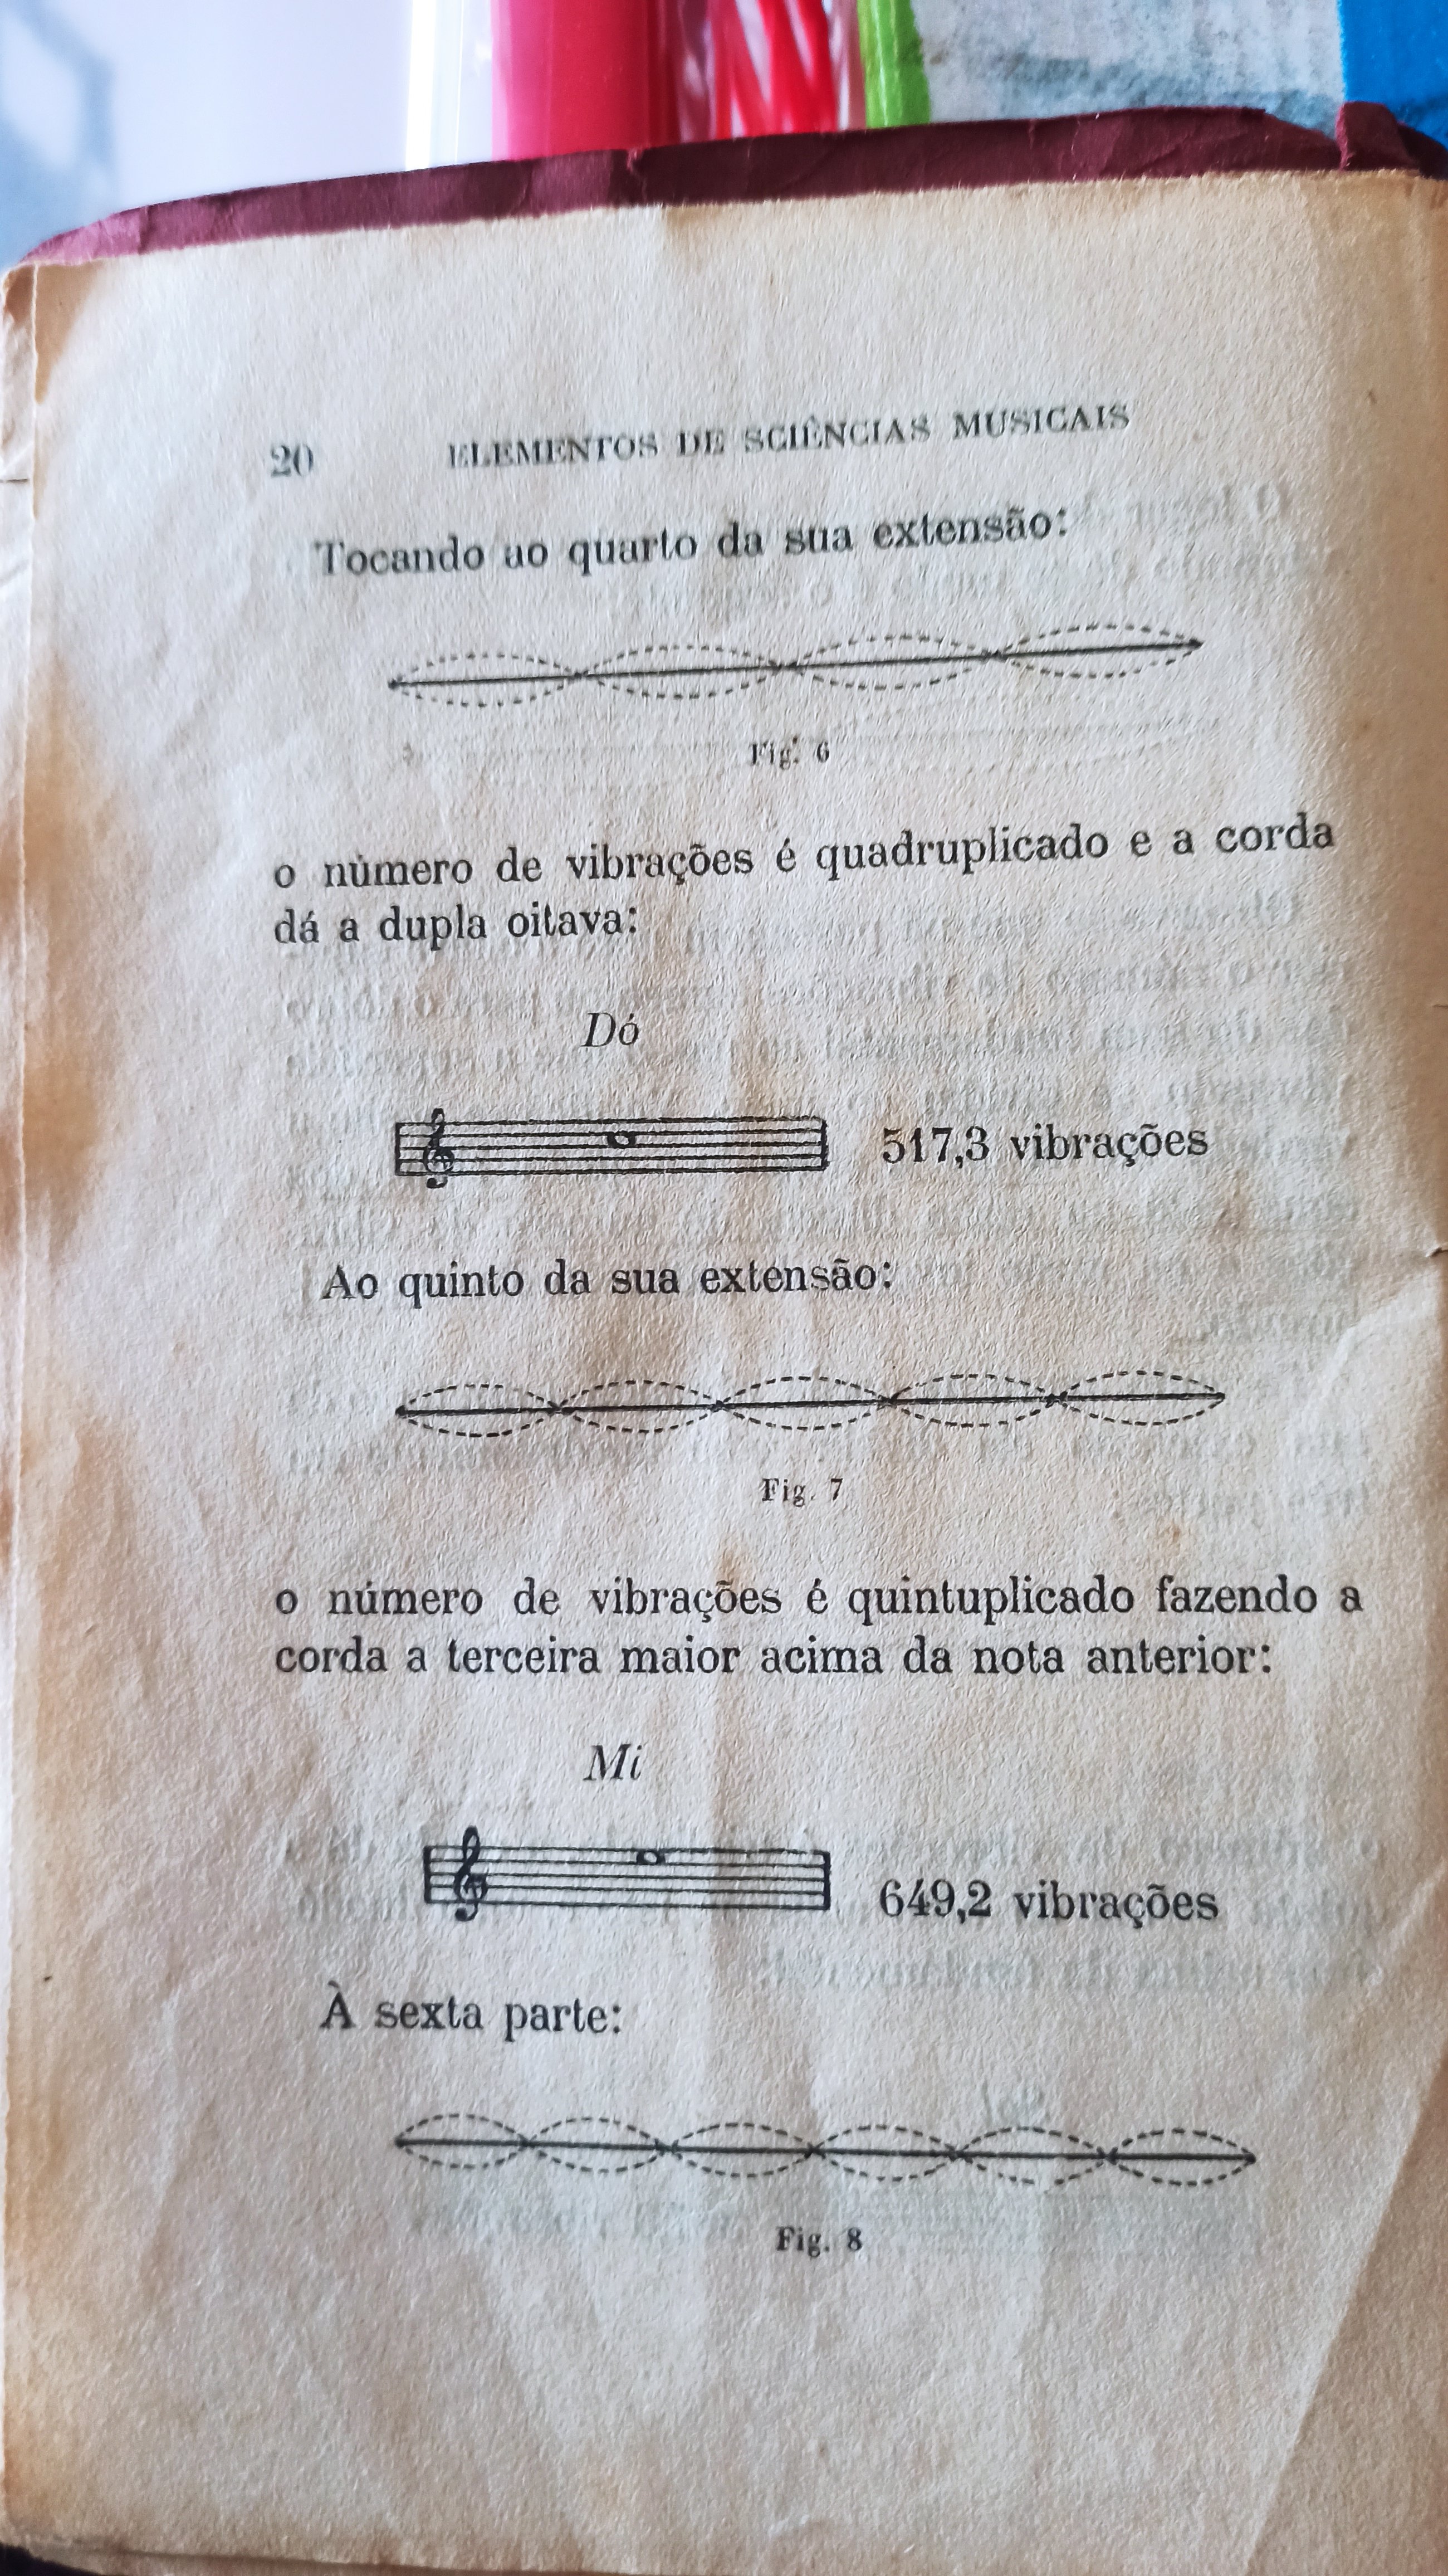 20 ELEMENTOS DE SCIÊNCIAS MUSICAIS
Tocando ao quarto da sua extensão:
Fig. 6
o número de vibrações é quadruplicado e a corda
dá a dupla oitava:
Dó
517,3 vibrações
Ao quinto da sua extensão:
Fig. 7
o número de vibrações é quintuplicado fazendo a
corda a terceira maior acima da nota anterior:
Mi
649,2 vibrações
À sexta parte:
Fig. 8